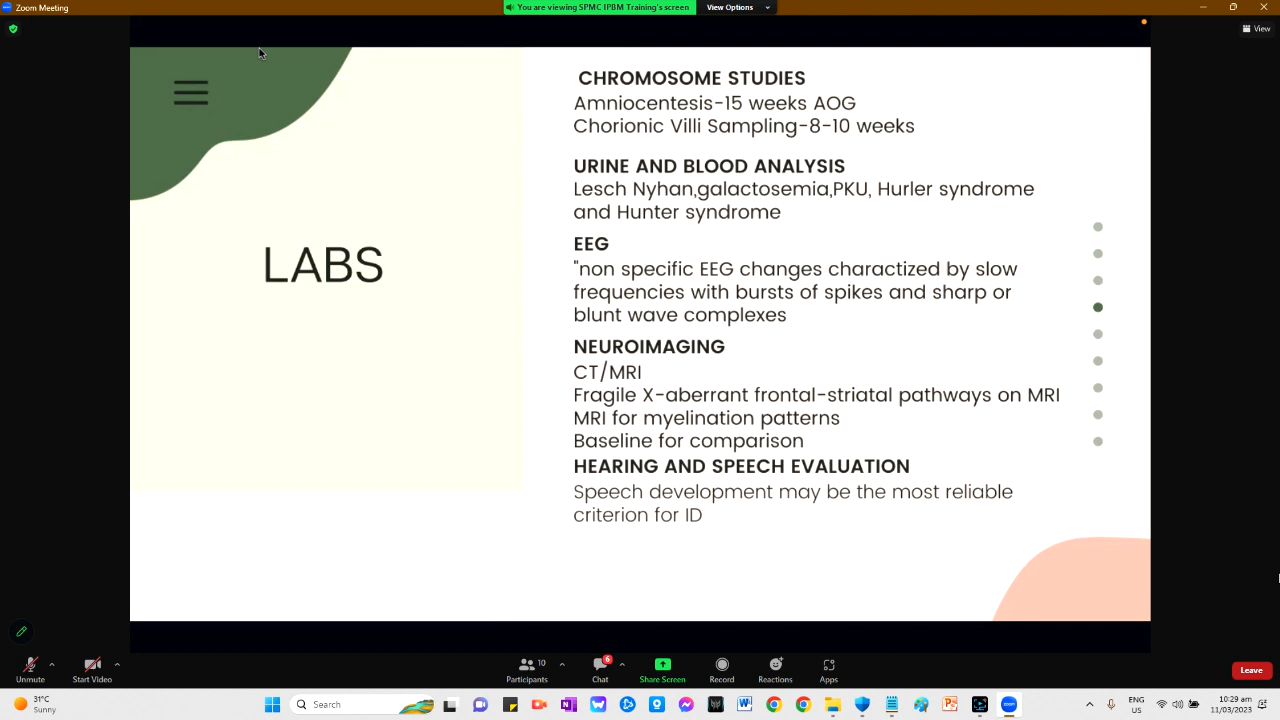 Zoom Meeting
You are viewing SPMC IPBM Training's screen
View Options
View
LABS
CHROMOSOME STUDIES
Amniocentesis-15 weeks AOG
Chorionic Villi Sampling-8-10 weeks
URINE AND BLOOD ANALYSIS
Lesch Nyhan,galactosemia,PKU, Hurler syndrome
and Hunter syndrome
EEG
"non specific EEG changes charactized by slow
frequencies with bursts of spikes and sharp or
blunt wave complexes
NEUROIMAGING
CT/MRI
Fragile X-aberrant frontal-striatal pathways on MRI
MRI for myelination patterns
Baseline for comparison
HEARING AND SPEECH EVALUATION
Speech development may be the most reliable
criterion for ID
Unmute
Start Video
Participants
10
Chat
6
Share Screen
Record
Reactions
Apps
Leave
31°C
Sunny
Search
ENG
US
10:29 am
11/03/2023